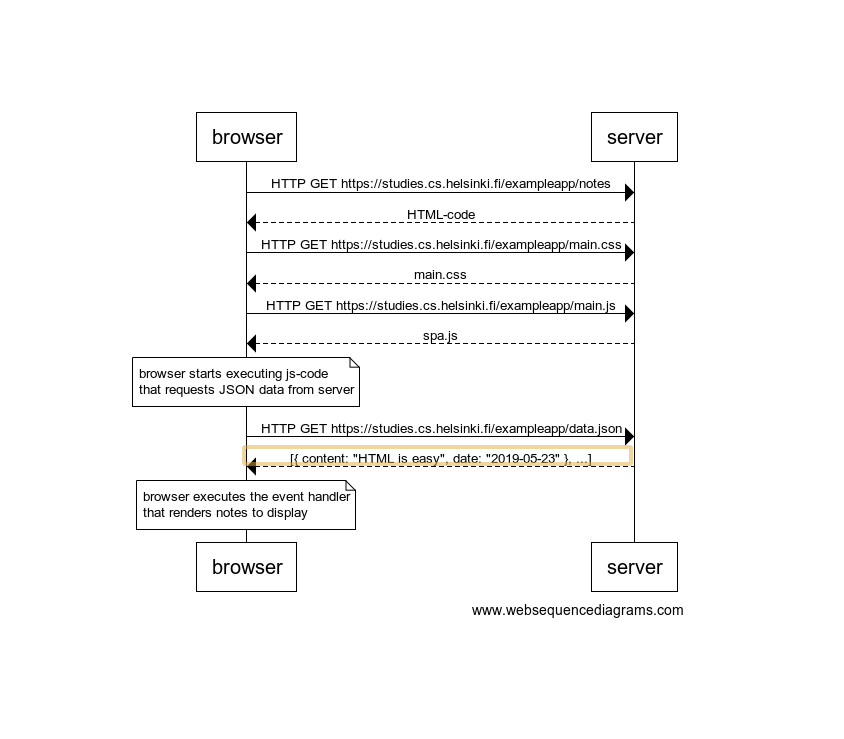 browser
server
HTTP GET https://studies.cs.helsinki.fi/exampleapp/notes
HTML-code
HTTP GET https://studies.cs.helsinki.fi/exampleapp/main.css
main.css
HTTP GET https://studies.cs.helsinki.fi/exampleapp/main.js
spa.js
browser starts executing js-code
that requests JSON data from server
HTTP GET https://studies.cs.helsinki.fi/exampleapp/data.json
[{ content: "HTML is easy", date: "2019-05-23" }, ...]
browser executes the event handler
that renders notes to display
browser
server
www.websequencediagrams.com